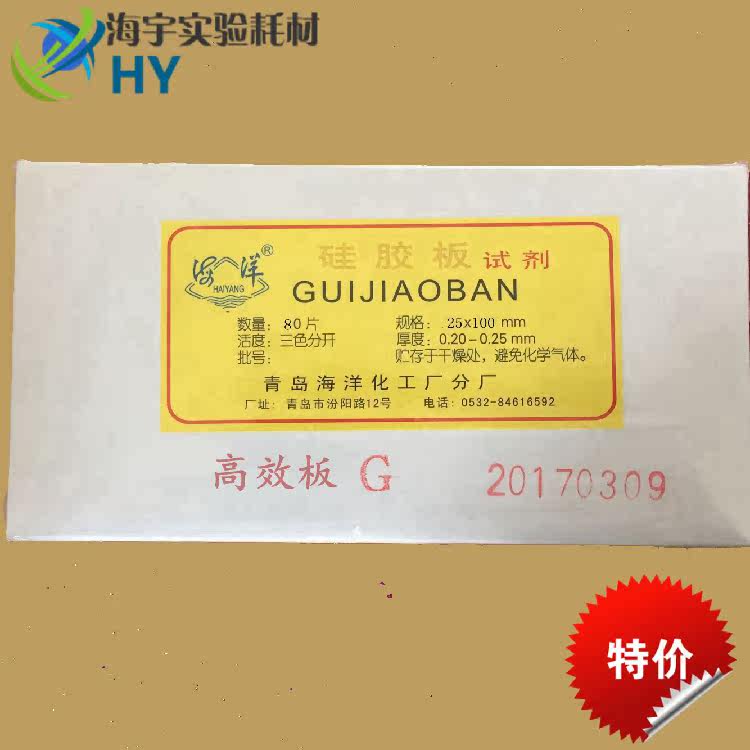 海宇实验耗材
HY
海洋®
HAIYANG
硅胶板试剂
GUIJIAOBAN
数量：80片 规格：25x100 mm
活度：三色分开 厚度：0.20-0.25 mm
批号： 贮存于干燥处，避免化学气体。
青岛海洋化工厂分厂
厂址：青岛市汾阳路12号 电话：0532-84616592
高效板 G 20170309
特价